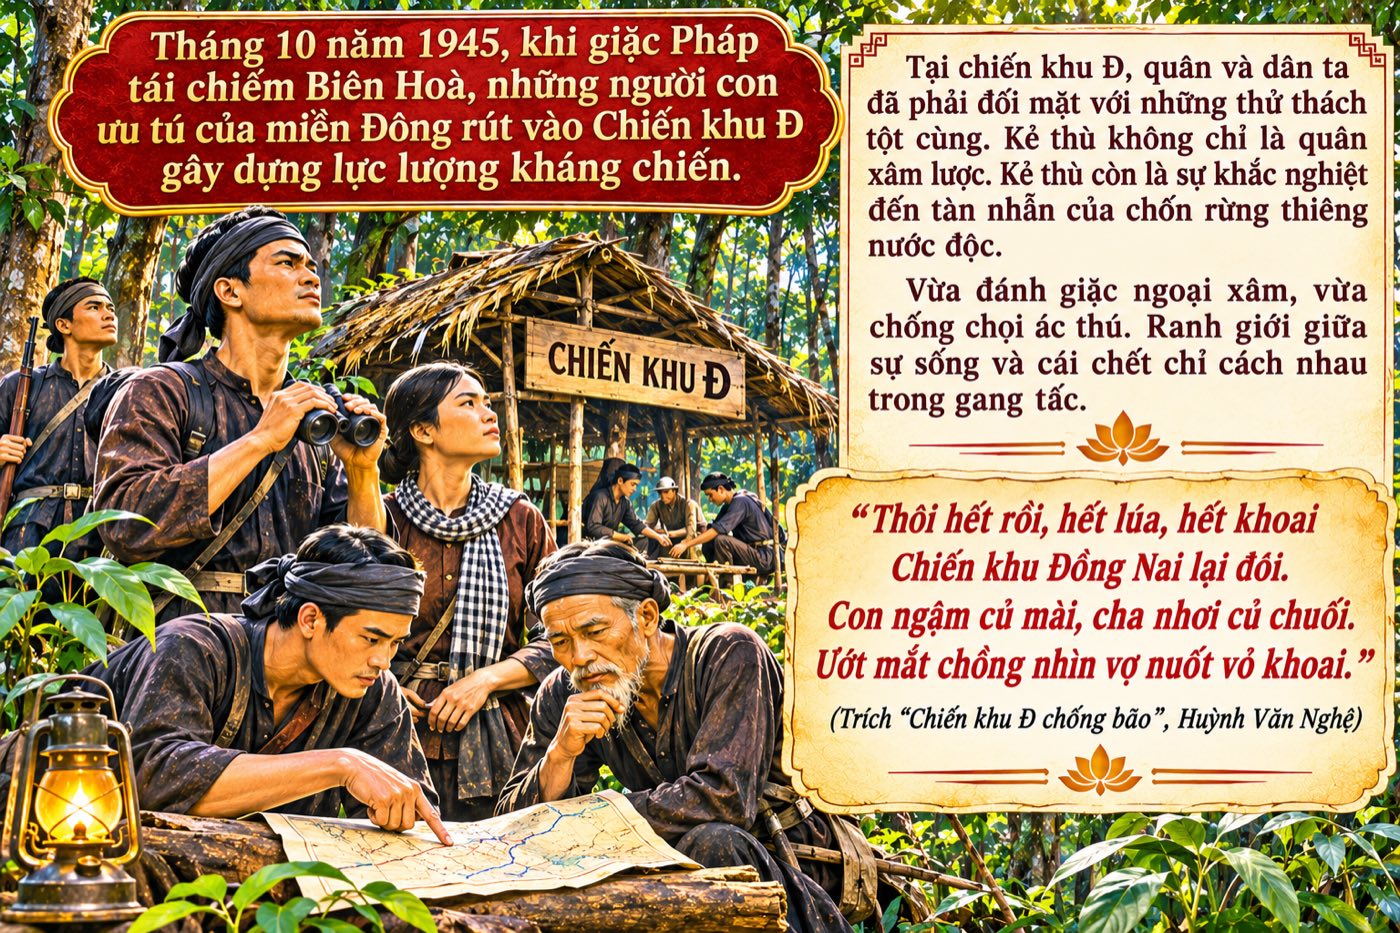 Tháng 10 năm 1945, khi giặc Pháp
tái chiếm Biên Hoà, những người con
ưu tú của miền Đông rút vào Chiến khu Đ
gây dựng lực lượng kháng chiến.
CHIẾN KHU Đ
Tại chiến khu Đ, quân và dân ta
đã phải đối mặt với những thử thách
tột cùng. Kẻ thù không chỉ là quân
xâm lược. Kẻ thù còn là sự khắc nghiệt
đến tàn nhẫn của chốn rừng thiêng
nước độc.
Vừa đánh giặc ngoại xâm, vừa
chống chọi ác thú. Ranh giới giữa
sự sống và cái chết chỉ cách nhau
trong gang tấc.
“Thôi hết rồi, hết lúa, hết khoai
Chiến khu Đồng Nai lại đói.
Con ngậm củ mài, cha nhơi củ chuối.
Ướt mắt chồng nhìn vợ nuốt vỏ khoai.”
(Trích “Chiến khu Đ chống bão”, Huỳnh Văn Nghệ)